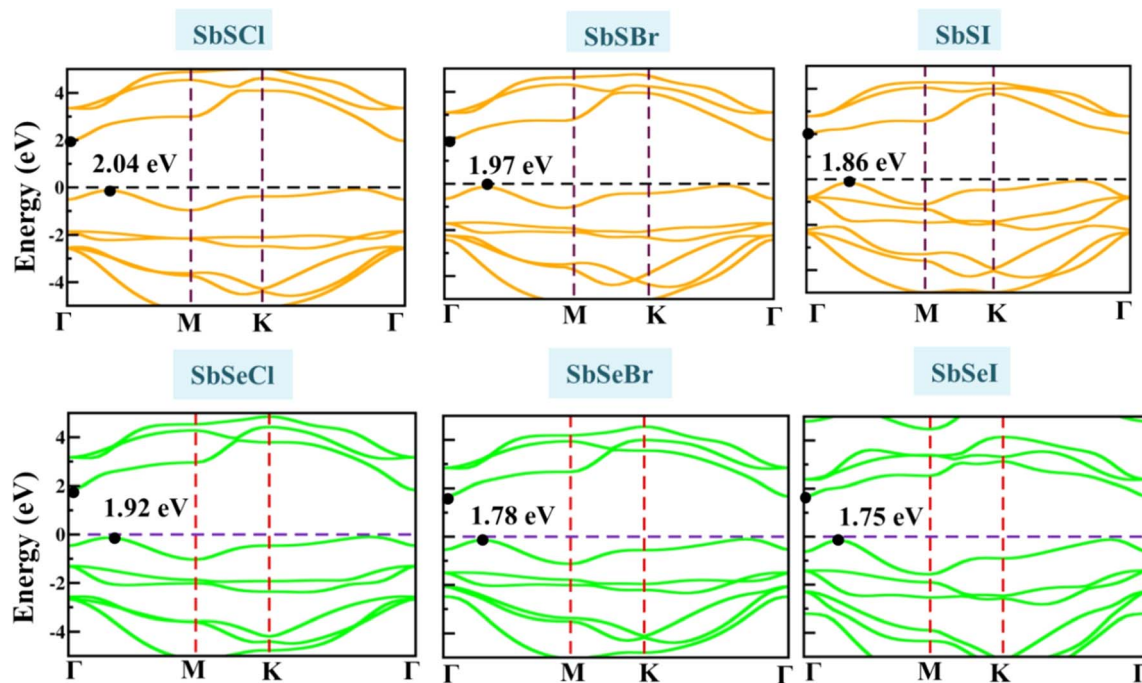 SbSCl
SbSBr
SbSI
Energy (eV)
4
2
0
-2
-4
2.04 eV
1.97 eV
1.86 eV
Γ M K Γ
Γ M K Γ
Γ M K Γ
SbSeCl
SbSeBr
SbSeI
Energy (eV)
4
2
0
-2
-4
1.92 eV
1.78 eV
1.75 eV
Γ M K Γ
Γ M K Γ
Γ M K Γ